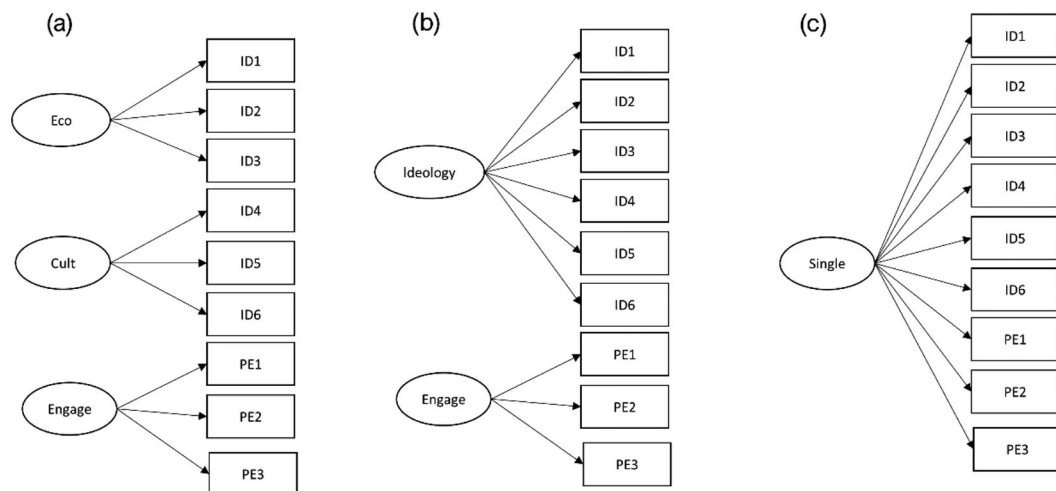 (a)
ID1
ID2
Eco
ID3
ID4
Cult
ID5
ID6
PE1
Engage
PE2
PE3
(b)
ID1
ID2
ID3
Ideology
ID4
ID5
ID6
PE1
Engage
PE2
PE3
(c)
ID1
ID2
ID3
ID4
ID5
Single
ID6
PE1
PE2
PE3